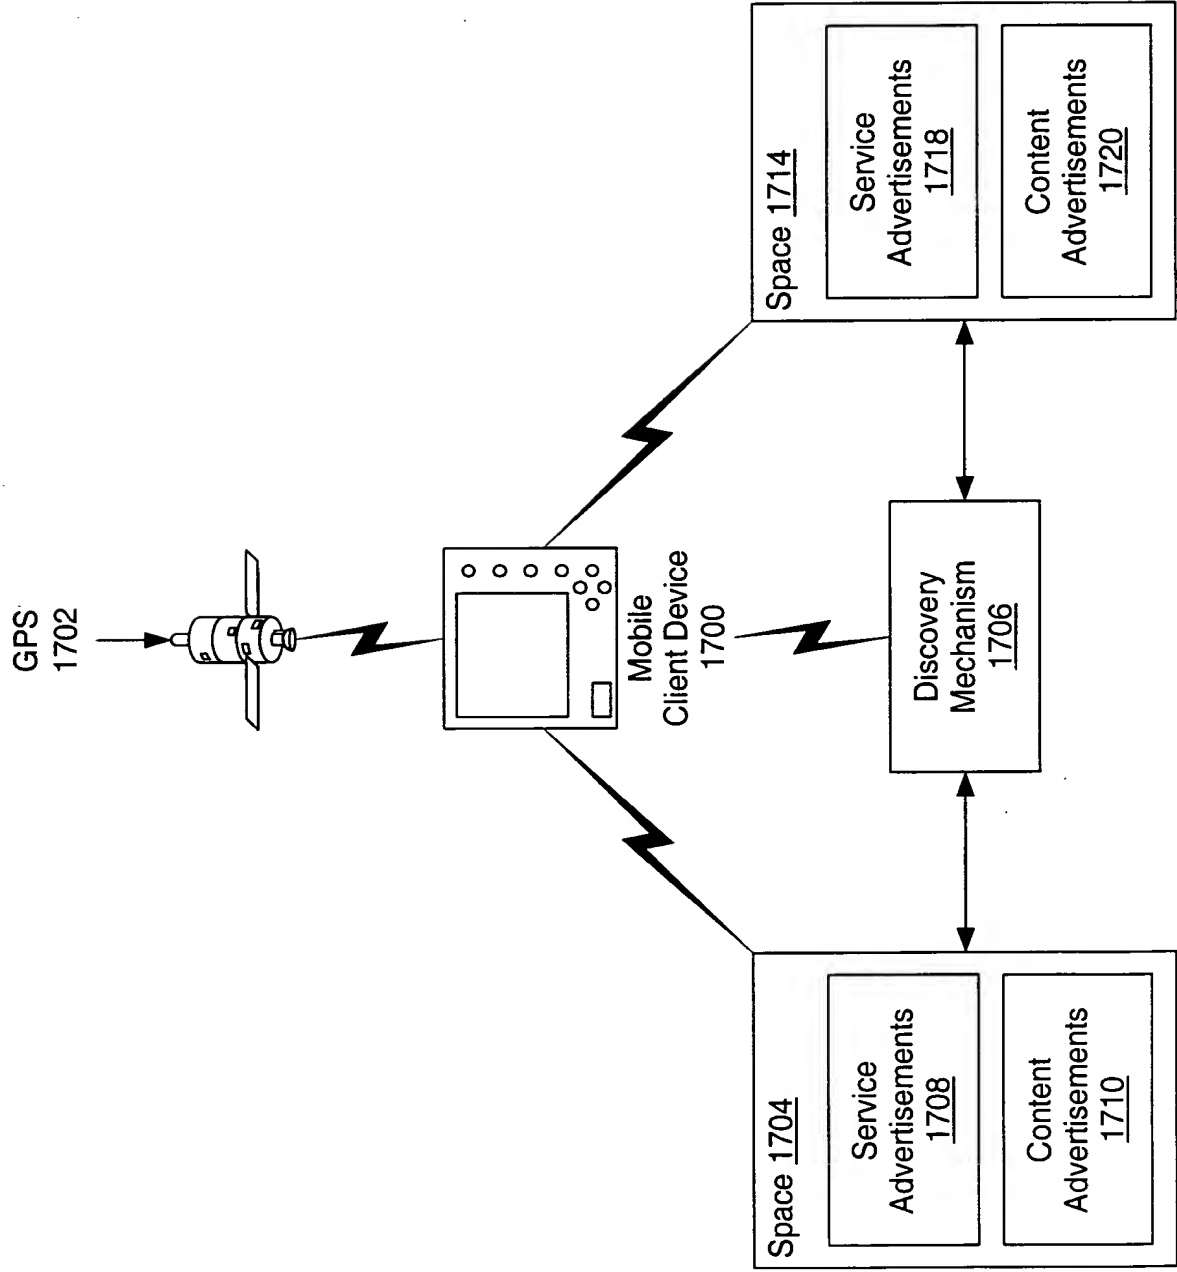 GPS
1702
Mobile
Client Device
1700
Discovery
Mechanism
1706
Space 1704
Service
Advertisements
1708
Content
Advertisements
1710
Space 1714
Service
Advertisements
1718
Content
Advertisements
1720